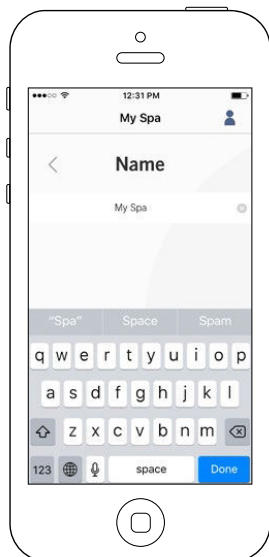 12:31 PM
My Spa
Name
My Spa
"Spa" Space Spam
q w e r t y u i o p
a s d f g h j k l
z x c v b n m
123 space Done